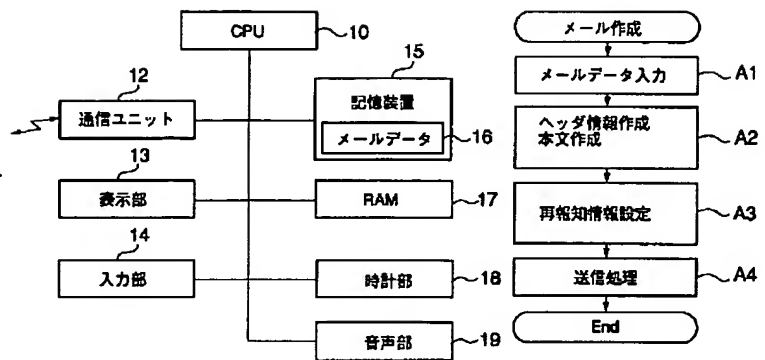 CPU
10
12
通信ユニット
15
記憶装置
メールデータ
16
13
表示部
RAM
17
14
入力部
時計部
18
音声部
19
メール作成
メールデータ入力
A1
ヘッダ情報作成
本文作成
A2
再報知情報設定
A3
送信処理
A4
End